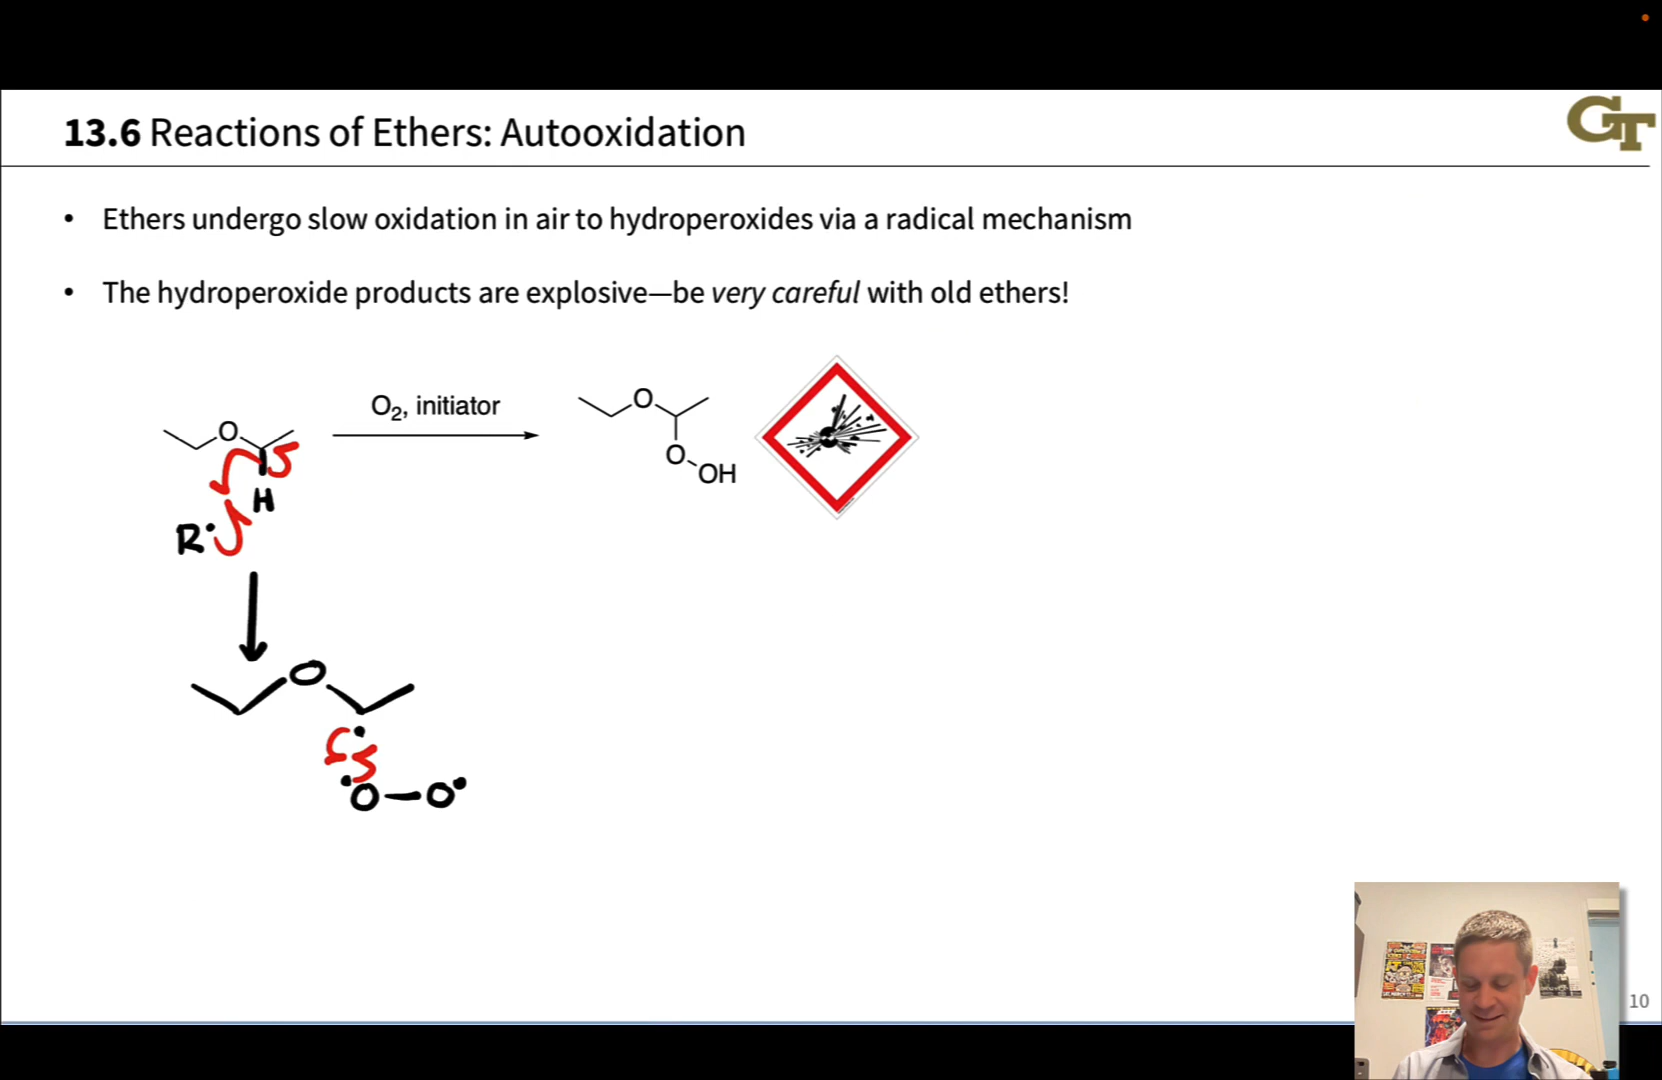 13.6 Reactions of Ethers: Autooxidation
GT
• Ethers undergo slow oxidation in air to hydroperoxides via a radical mechanism
• The hydroperoxide products are explosive—be very careful with old ethers!
O
O₂, initiator
O
O
OH
H
R·
O
·O–O·
10